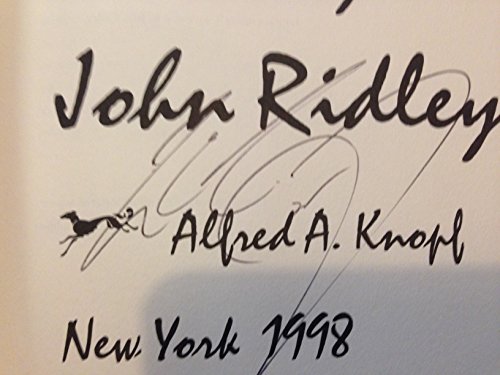 John Ridley
Alfred A. Knopf
New York 1998